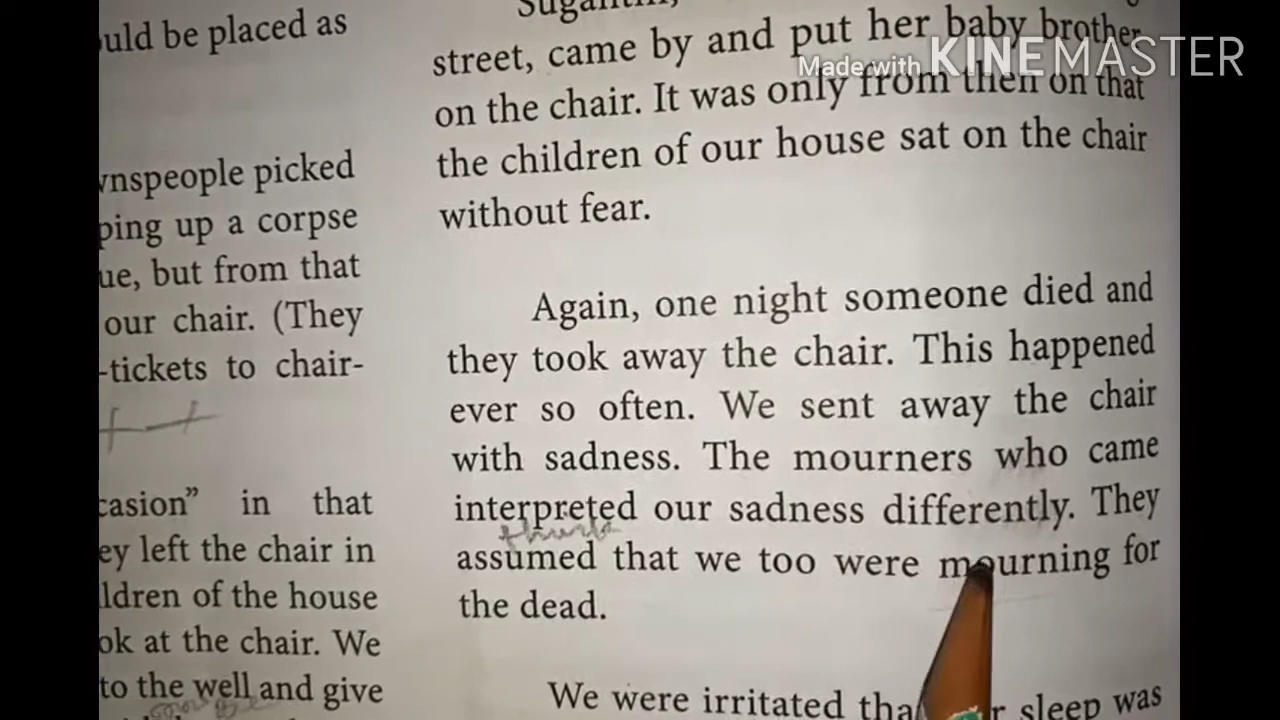 ould be placed as
wnspeople picked
ping up a corpse
ue, but from that
our chair. (They
-tickets to chair-
casion" in that
ey left the chair in
ldren of the house
ok at the chair. We
to the well and give
street, came by and put her baby brother
on the chair. It was only from then on that
the children of our house sat on the chair
without fear.
Again, one night someone died and
they took away the chair. This happened
ever so often. We sent away the chair
with sadness. The mourners who came
interpreted our sadness differently. They
assumed that we too were mourning for
the dead.
We were irritated sleep was
Made with KINEMASTER